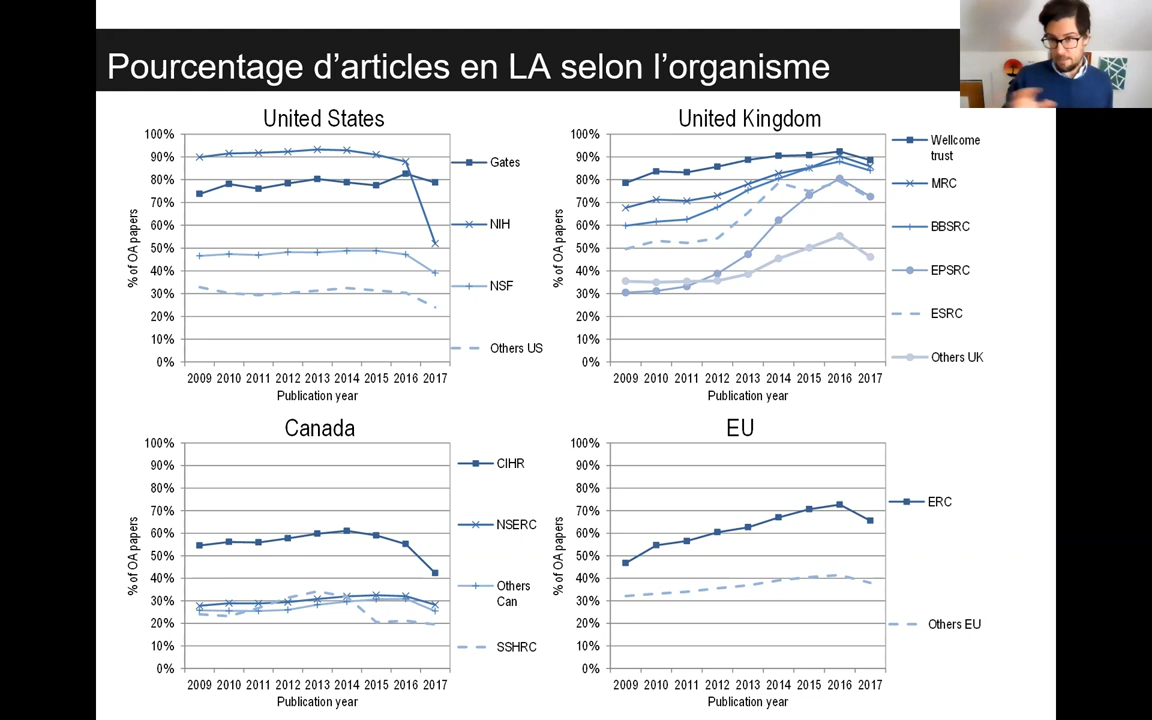 Pourcentage d'articles en LA selon l'organisme
United States
100%
90%
80%
70%
60%
50%
40%
30%
20%
10%
0%
% of OA papers
2009 2010 2011 2012 2013 2014 2015 2016 2017
Publication year
Gates
NIH
NSF
Others US
United Kingdom
100%
90%
80%
70%
60%
50%
40%
30%
20%
10%
0%
% of OA papers
2009 2010 2011 2012 2013 2014 2015 2016 2017
Publication year
Wellcome
trust
MRC
BBSRC
EPSRC
ESRC
Others UK
Canada
100%
90%
80%
70%
60%
50%
40%
30%
20%
10%
0%
% of OA papers
2009 2010 2011 2012 2013 2014 2015 2016 2017
Publication year
CIHR
NSERC
Others
Can
SSHRC
EU
100%
90%
80%
70%
60%
50%
40%
30%
20%
10%
0%
% of OA papers
2009 2010 2011 2012 2013 2014 2015 2016 2017
Publication year
ERC
Others EU